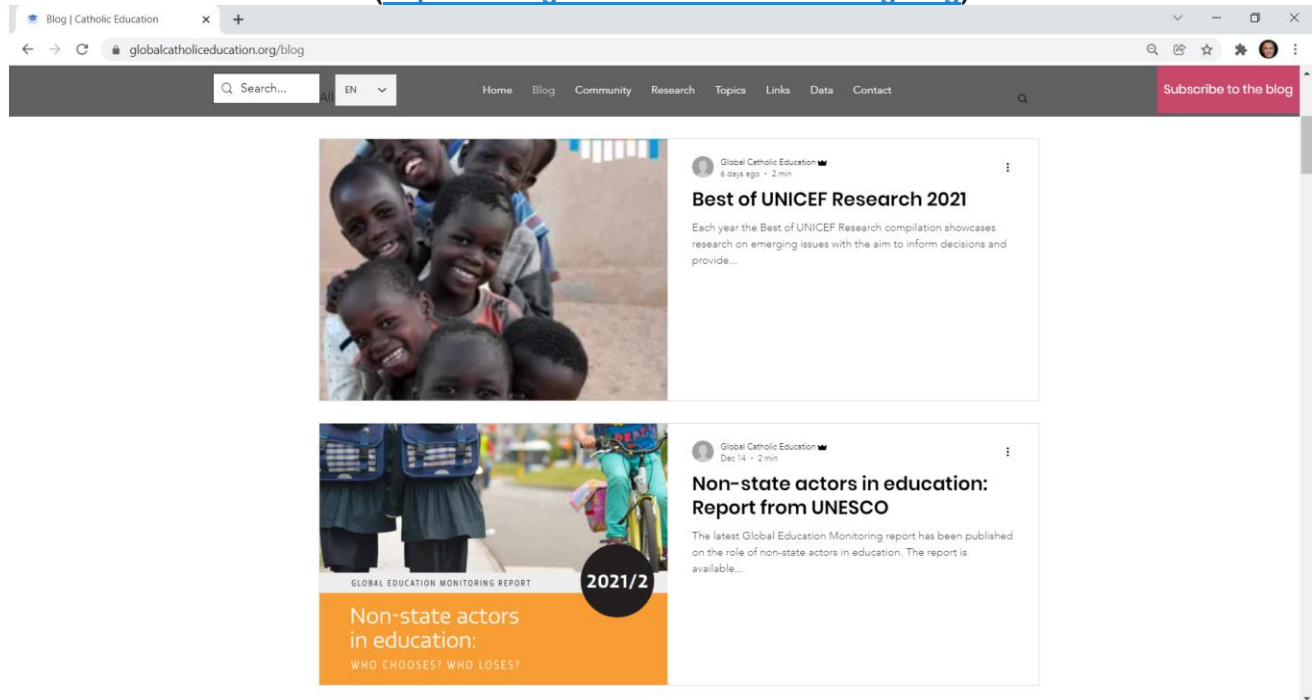 Blog | Catholic Education
globalcatholiceducation.org/blog
Search...
All
EN
Home Blog Community Research Topics Links Data Contact
Subscribe to the blog
Global Catholic Education
6 days ago · 2 min
Best of UNICEF Research 2021
Each year the Best of UNICEF Research compilation showcases
research on emerging issues with the aim to inform decisions and
provide...
Global Catholic Education
Dec 14 · 2 min
Non-state actors in education:
Report from UNESCO
The latest Global Education Monitoring report has been published
on the role of non-state actors in education. The report is
available...
GLOBAL EDUCATION MONITORING REPORT
2021/2
Non-state actors
in education:
WHO CHOOSES? WHO LOSES?